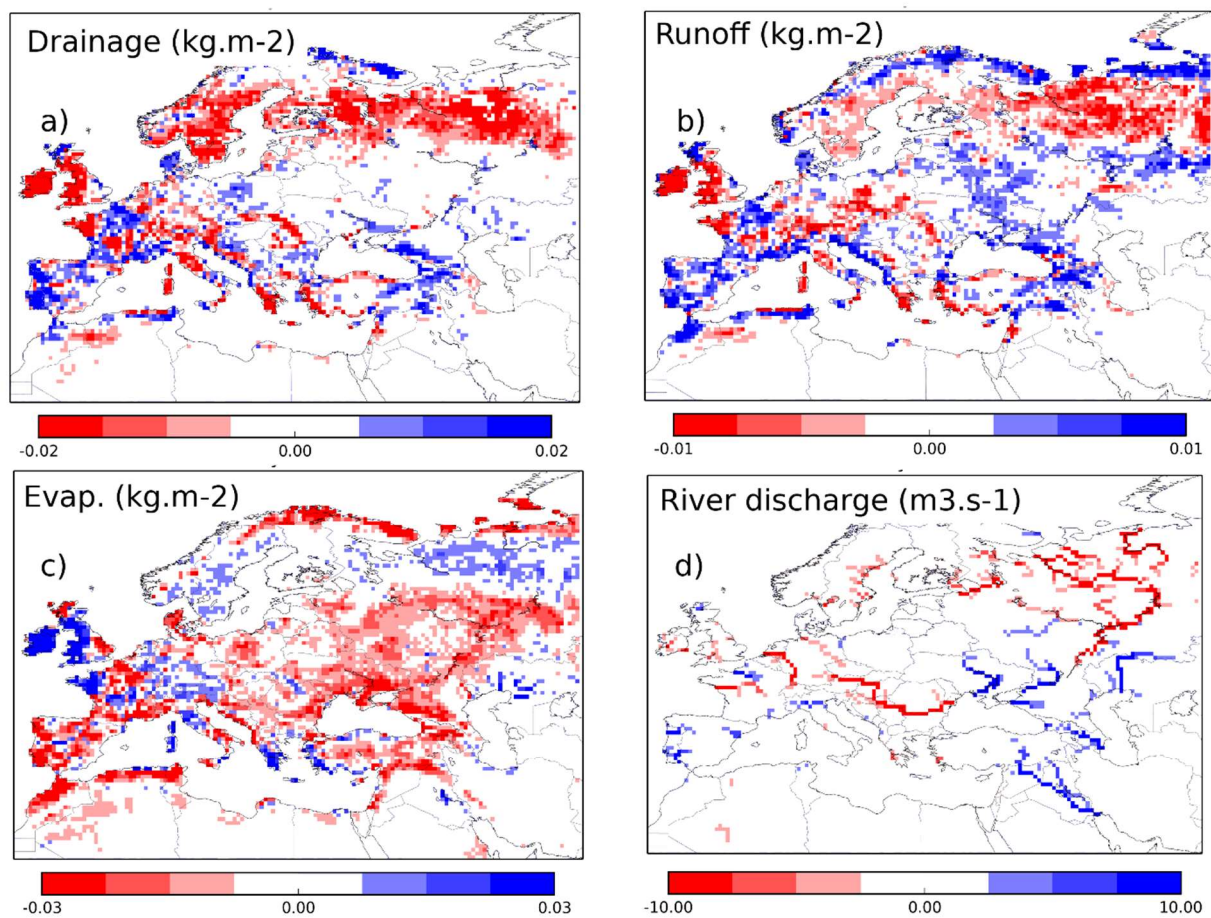 Drainage (kg.m-2)
a)
-0.02 0.00 0.02
Runoff (kg.m-2)
b)
-0.01 0.00 0.01
Evap. (kg.m-2)
c)
-0.03 0.00 0.03
River discharge (m3.s-1)
d)
-10.00 0.00 10.00